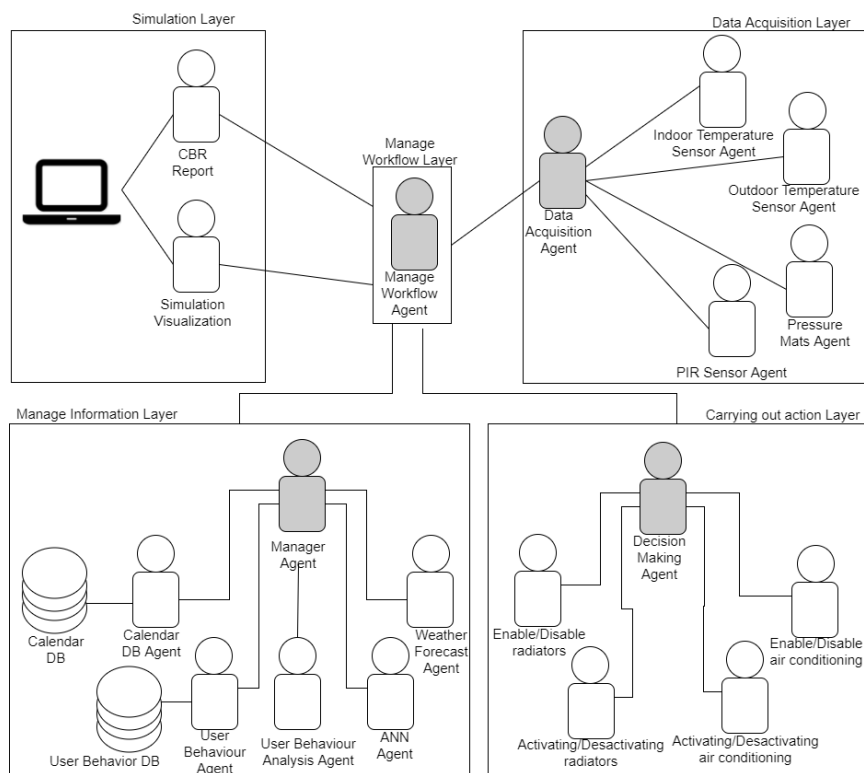 Simulation Layer
Data Acquisition Layer
CBR
Report
Simulation
Visualization
Manage
Workflow Layer
Manage
Workflow
Agent
Data
Acquisition
Agent
Indoor Temperature
Sensor Agent
Outdoor Temperature
Sensor Agent
Pressure
Mats Agent
PIR Sensor Agent
Manage Information Layer
Carrying out action Layer
Manager
Agent
Calendar
DB
Calendar
DB Agent
Weather
Forecast
Agent
User Behavior DB
User
Behaviour
Agent
User Behaviour
Analysis Agent
ANN
Agent
Decision
Making
Agent
Enable/Disable
radiators
Enable/Disable
air conditioning
Activating/Desactivating
radiators
Activating/Desactivating
air conditioning